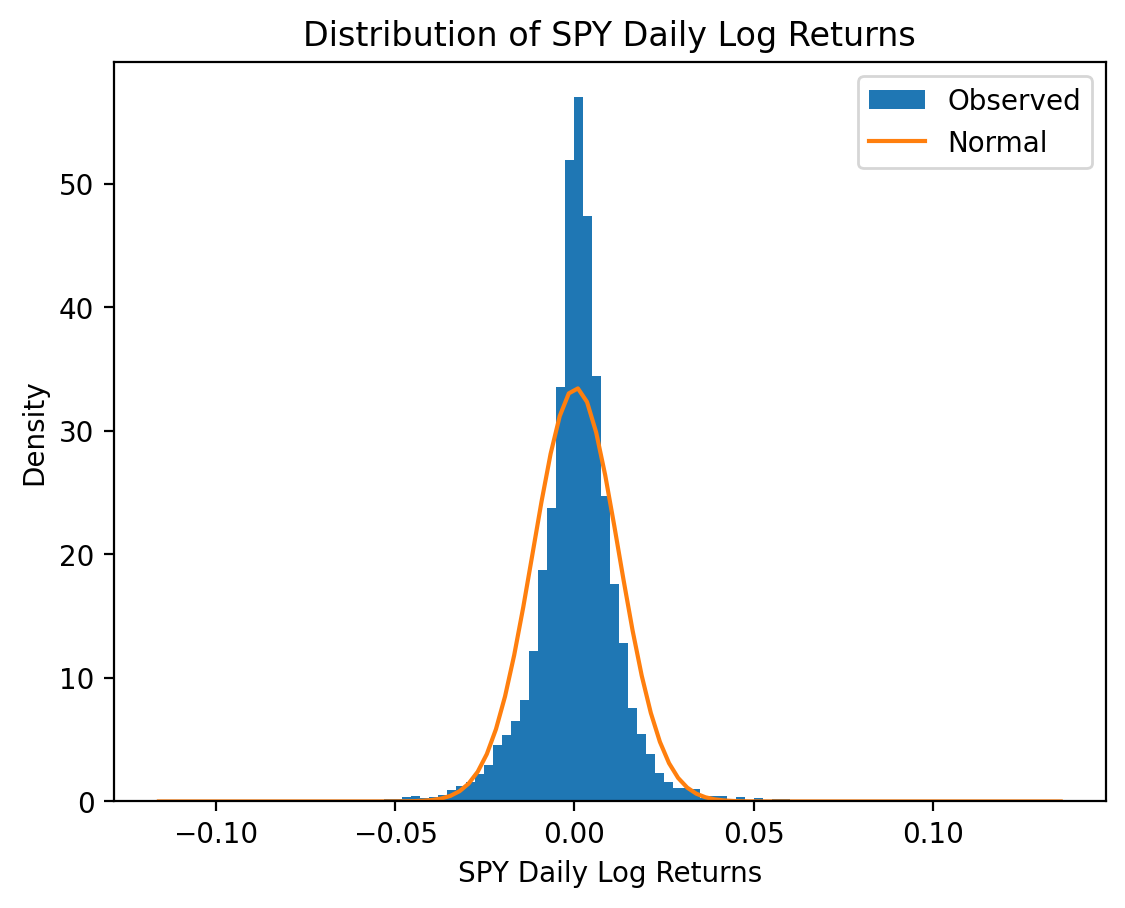 Distribution of SPY Daily Log Returns
Observed
Normal
Density
50
40
30
20
10
0
−0.10
−0.05
0.00
0.05
0.10
SPY Daily Log Returns